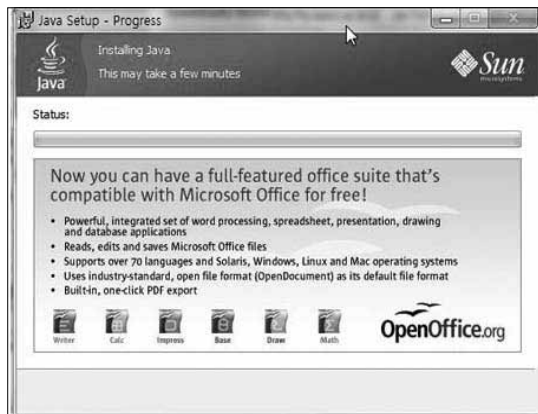 Java Setup - Progress
Installing Java
This may take a few minutes
Java
Sun
microsystems
Status:
Now you can have a full-featured office suite that's
compatible with Microsoft Office for free!
• Powerful, integrated set of word processing, spreadsheet, presentation, drawing
and database applications
• Reads, edits and saves Microsoft Office files
• Supports over 70 languages and Solaris, Windows, Linux and Mac operating systems
• Uses industry-standard, open file format (OpenDocument) as its default file format
• Built-in, one-click PDF export
Writer Calc Impress Base Draw Math
OpenOffice.org